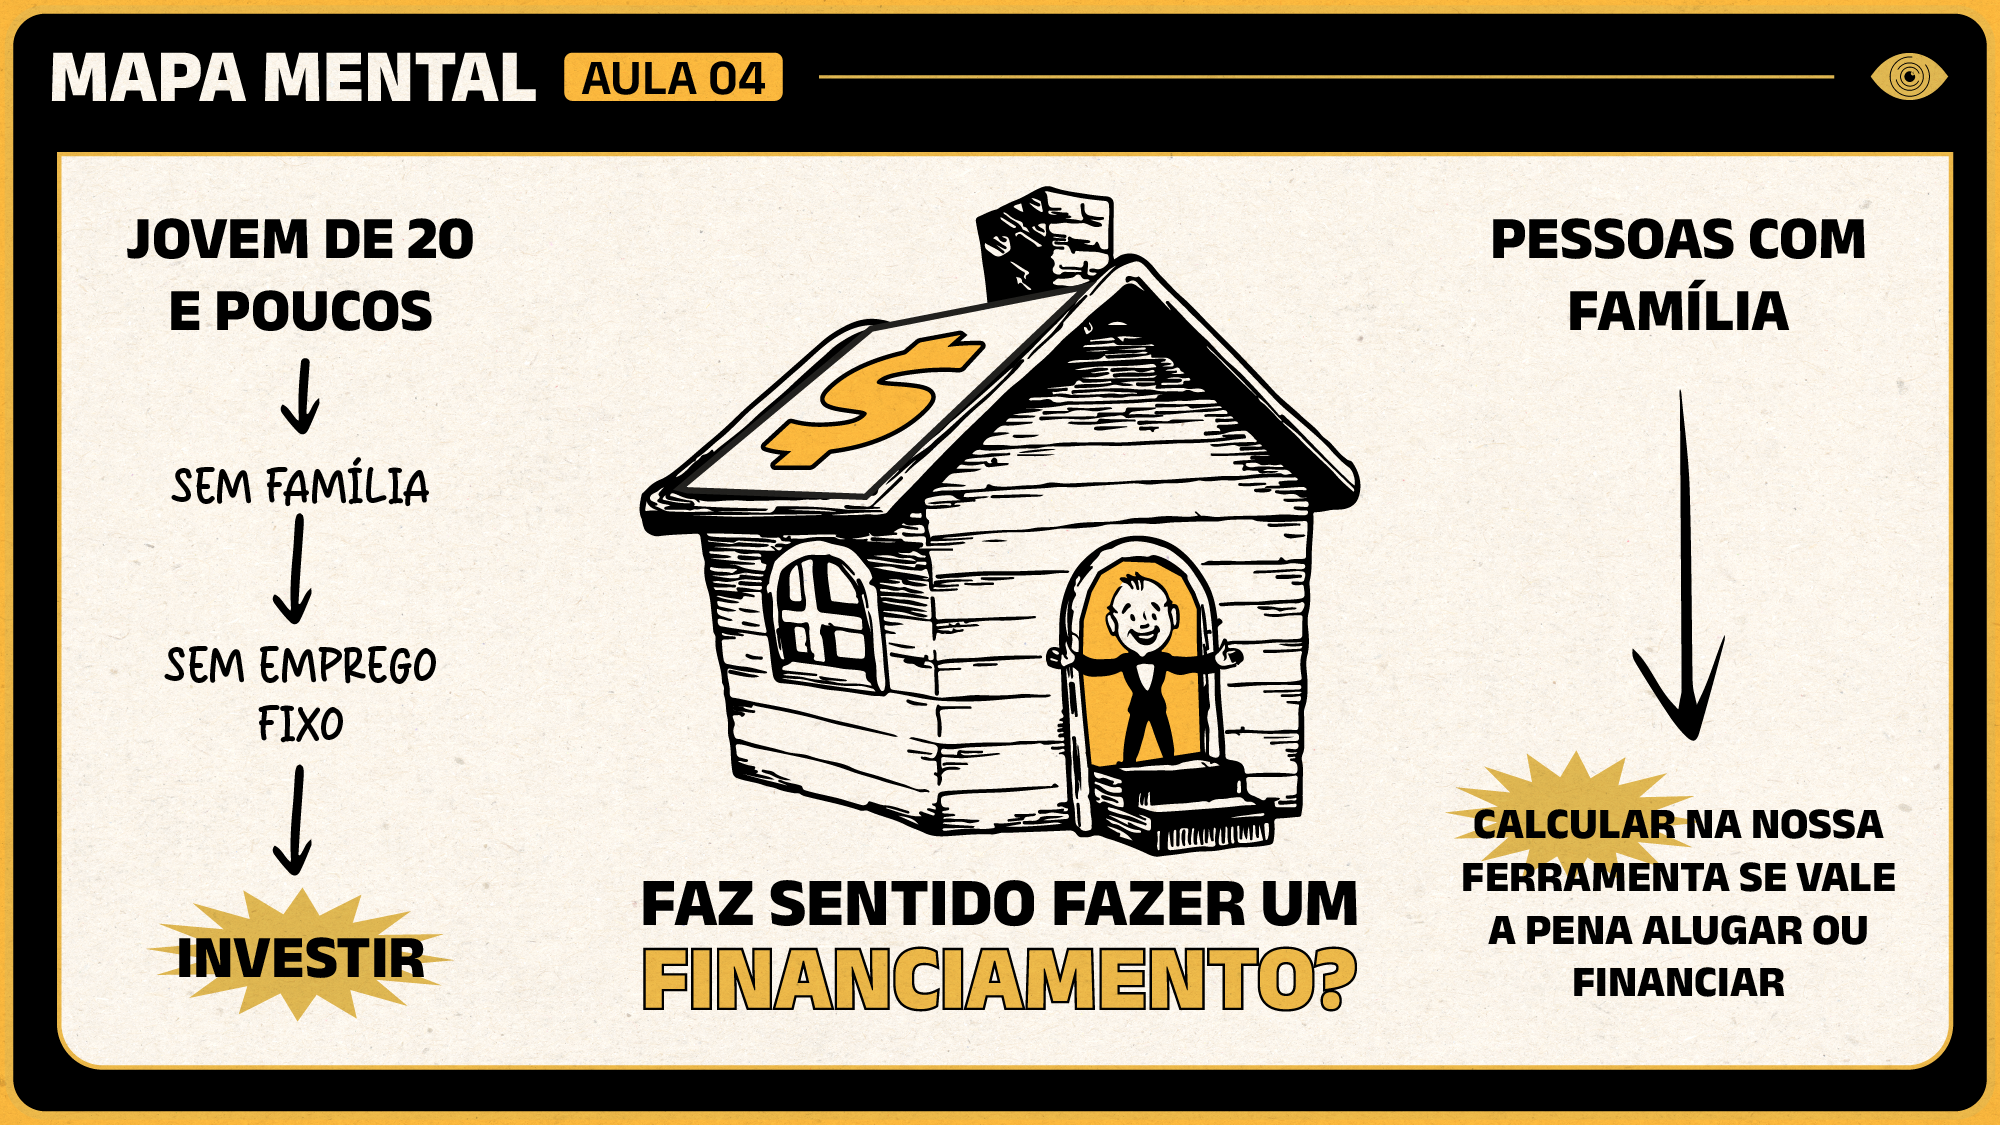 MAPA MENTAL
AULA 04
JOVEM DE 20
E POUCOS
SEM FAMÍLIA
SEM EMPREGO
FIXO
INVESTIR
$
FAZ SENTIDO FAZER UM
FINANCIAMENTO?
PESSOAS COM
FAMÍLIA
CALCULAR NA NOSSA
FERRAMENTA SE VALE
A PENA ALUGAR OU
FINANCIAR